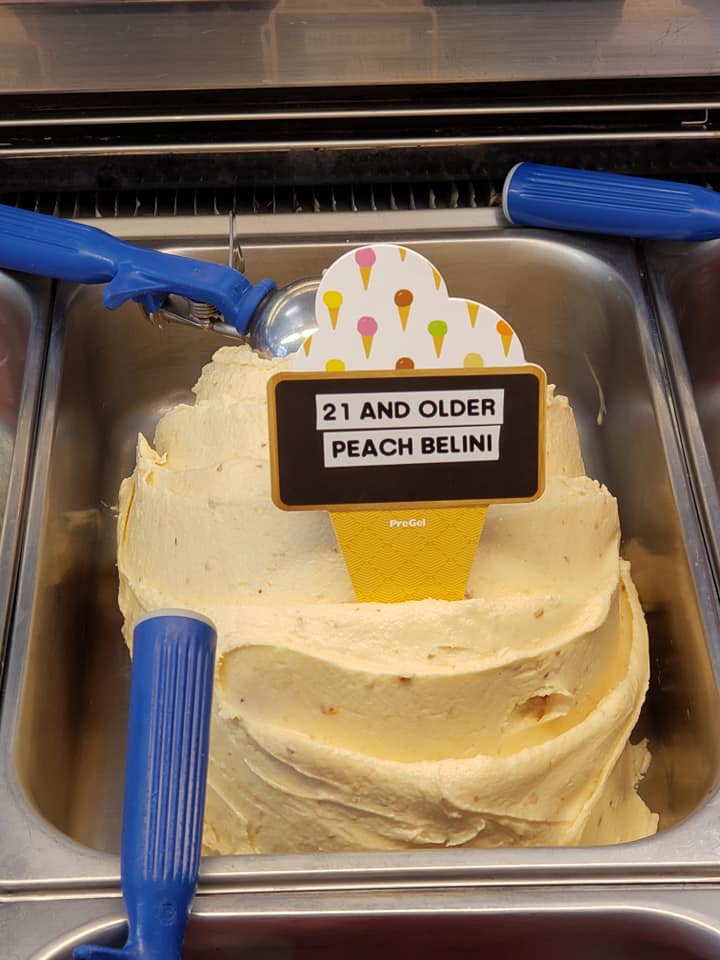 21 AND OLDER
PEACH BELINI
PreGel